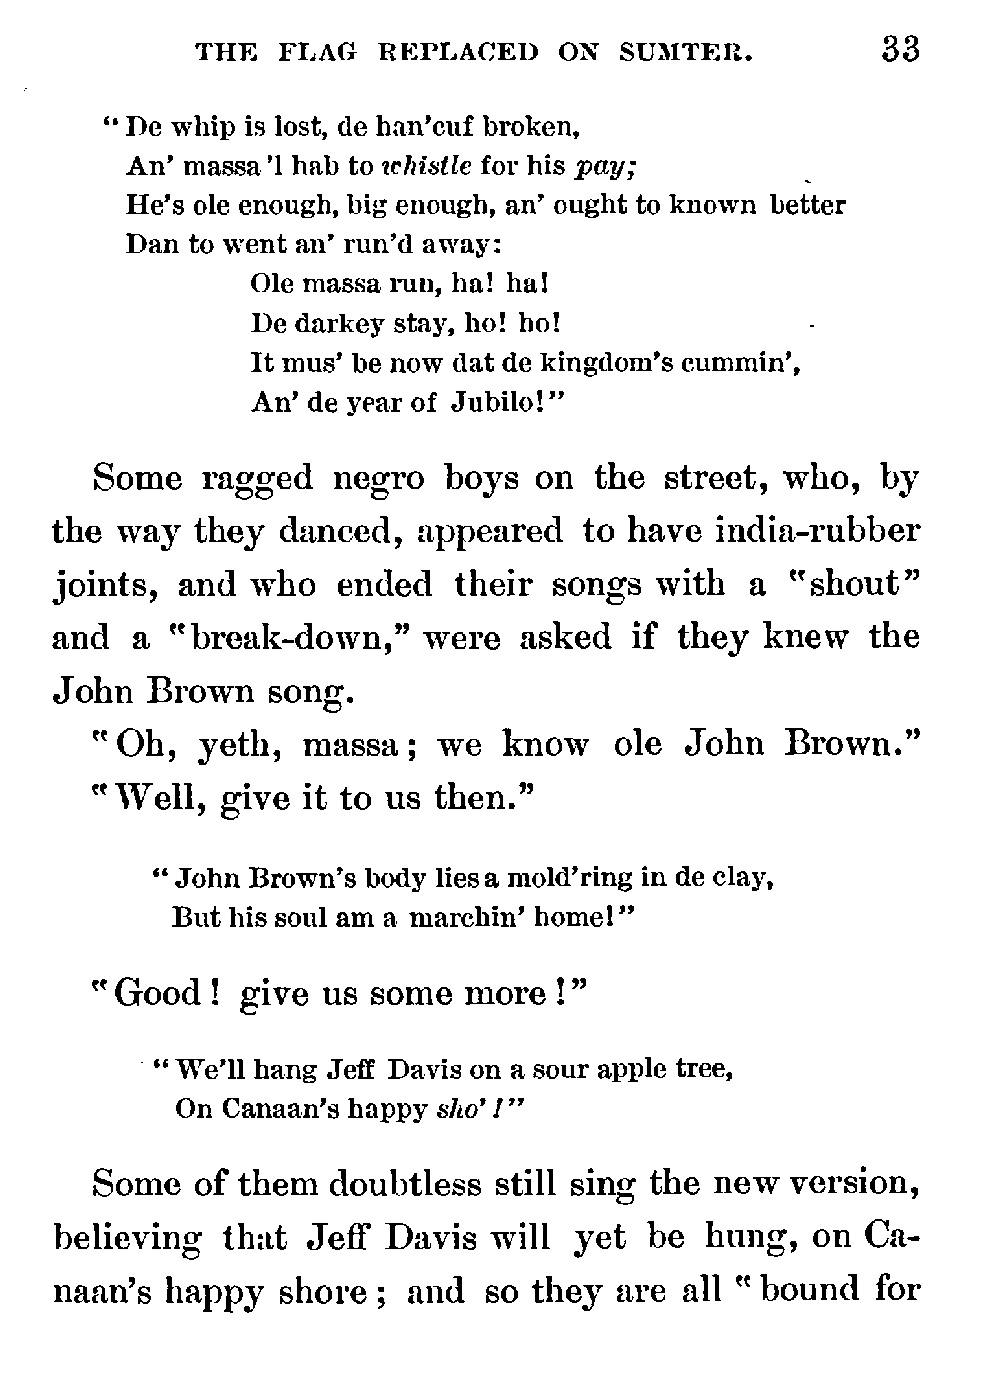 THE FLAG REPLACED ON SUMTER. 33
"De whip is lost, de han'cuf broken,
An' massa'l hab to whistle for his pay;
He's ole enough, big enough, an' ought to known better
Dan to went an' run'd away:
Ole massa run, ha! ha!
De darkey stay, ho! ho!
It mus' be now dat de kingdom's cummin',
An' de year of Jubilo!"
Some ragged negro boys on the street, who, by
the way they danced, appeared to have india-rubber
joints, and who ended their songs with a "shout"
and a "break-down," were asked if they knew the
John Brown song.
"Oh, yeth, massa; we know ole John Brown."
"Well, give it to us then."
"John Brown's body lies a mold'ring in de clay,
But his soul am a marchin' home!"
"Good! give us some more!"
"We'll hang Jeff Davis on a sour apple tree,
On Canaan's happy sho'!"
Some of them doubtless still sing the new version,
believing that Jeff Davis will yet be hung, on Ca-
naan's happy shore; and so they are all "bound for